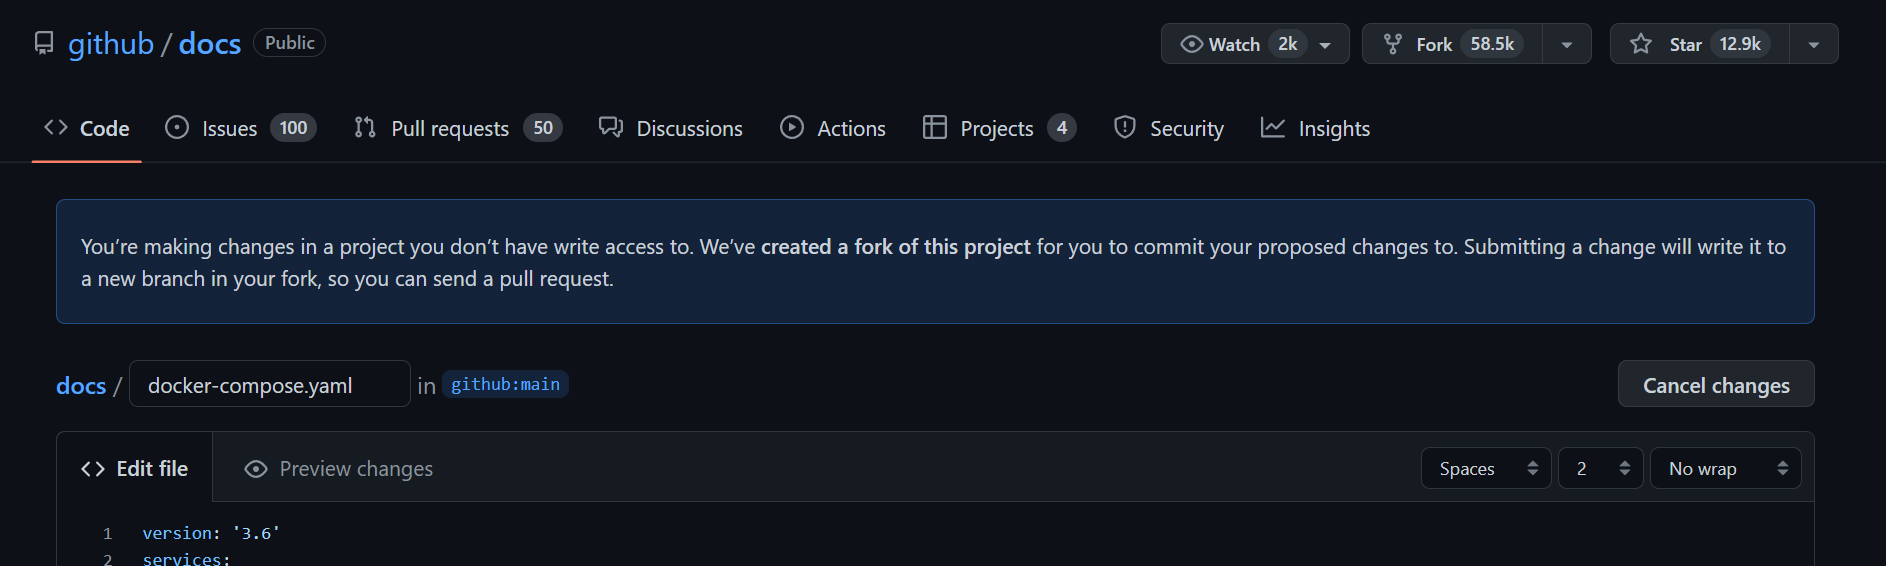 github / docs Public Watch 2k Fork 58.5k Star 12.9k
Code Issues 100 Pull requests 50 Discussions Actions Projects 4 Security Insights
You’re making changes in a project you don’t have write access to. We’ve created a fork of this project for you to commit your proposed changes to. Submitting a change will write it to
a new branch in your fork, so you can send a pull request.
docs / docker-compose.yaml in github:main Cancel changes
Edit file Preview changes Spaces 2 No wrap
1 version: '3.6'
2 services: